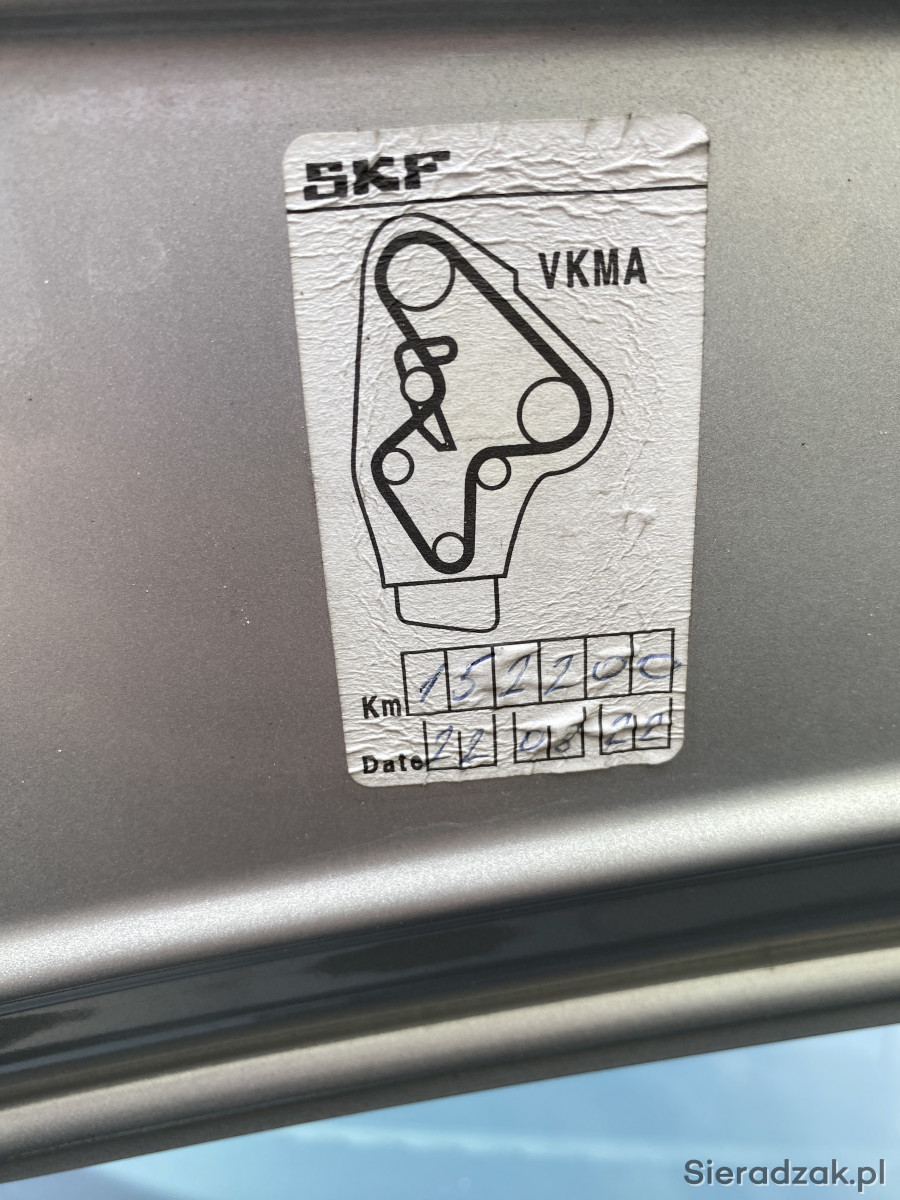 SKF
VKMA
Km 152200
Date 22 08 22
Sieradzak.pl